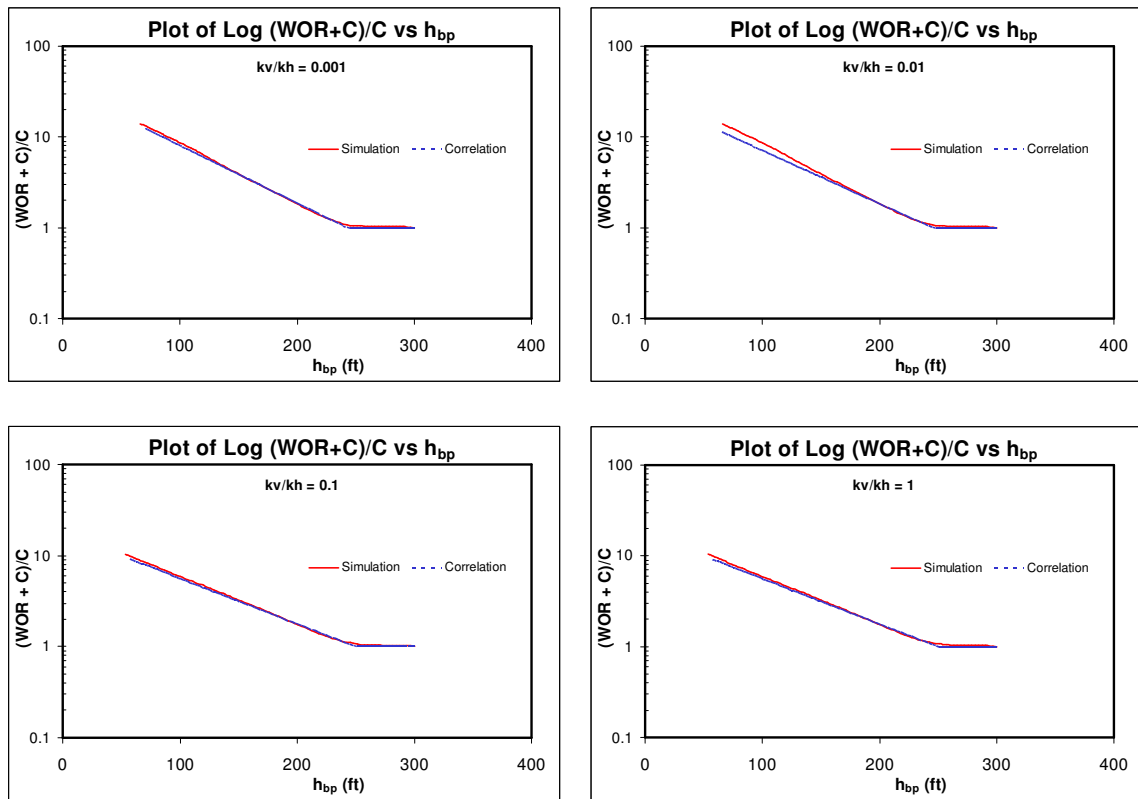 Plot of Log (WOR+C)/C vs hbp
kv/kh = 0.001
100
10
1
0.1
(WOR + C)/C
Simulation Correlation
0 100 200 300 400
hbp (ft)
Plot of Log (WOR+C)/C vs hbp
kv/kh = 0.01
100
10
1
0.1
(WOR + C)/C
Simulation Correlation
0 100 200 300 400
hbp (ft)
Plot of Log (WOR+C)/C vs hbp
kv/kh = 0.1
100
10
1
0.1
(WOR + C)/C
Simulation Correlation
0 100 200 300 400
hbp (ft)
Plot of Log (WOR+C)/C vs hbp
kv/kh = 1
100
10
1
0.1
(WOR + C)/C
Simulation Correlation
0 100 200 300 400
hbp (ft)